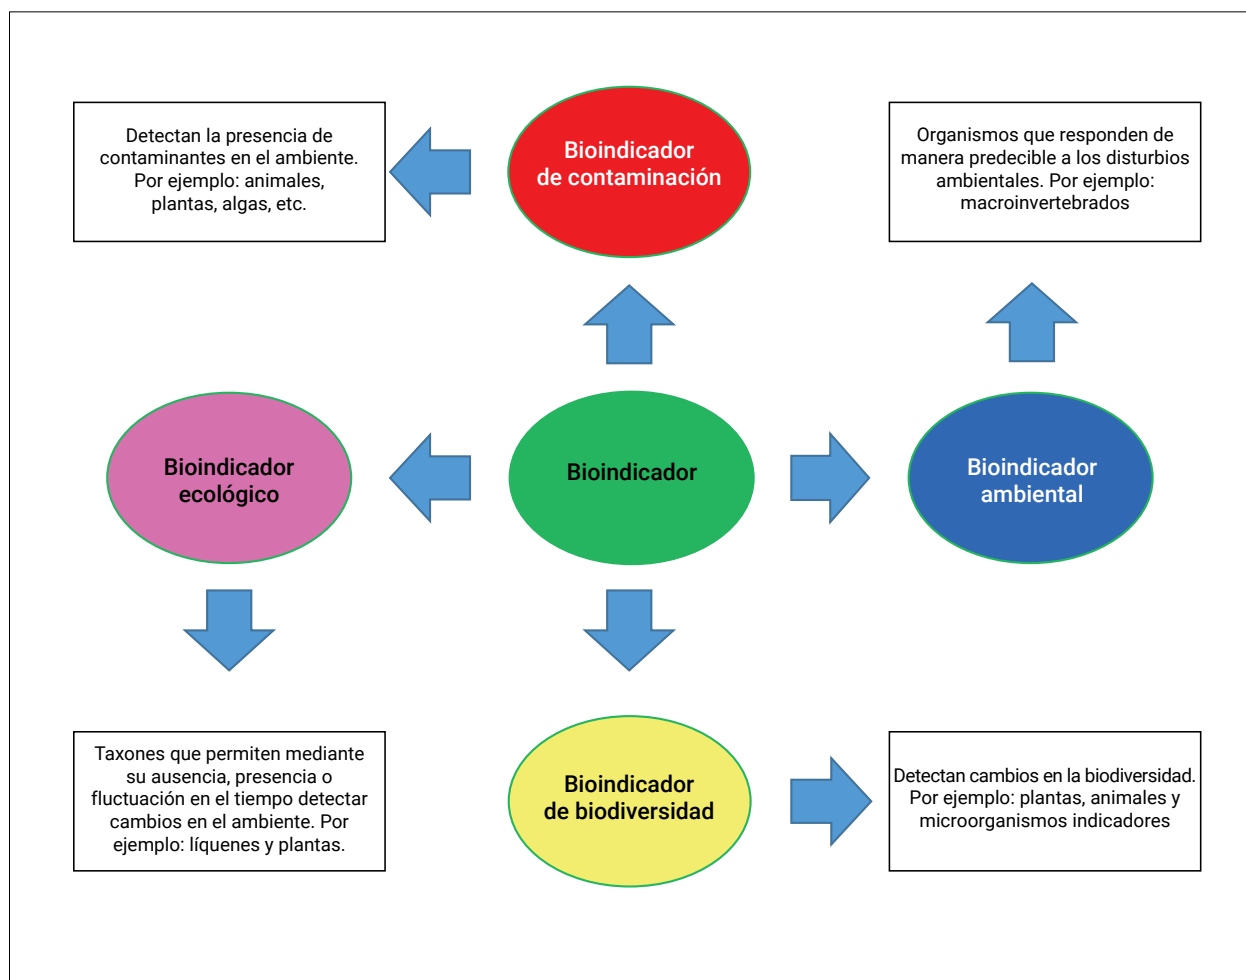 Detectan la presencia de
contaminantes en el ambiente.
Por ejemplo: animales,
plantas, algas, etc.
Bioindicador
de contaminación
Organismos que responden de
manera predecible a los disturbios
ambientales. Por ejemplo:
macroinvertebrados
Bioindicador
ecológico
Bioindicador
Bioindicador
ambiental
Taxones que permiten mediante
su ausencia, presencia o
fluctuación en el tiempo detectar
cambios en el ambiente. Por
ejemplo: líquenes y plantas.
Bioindicador
de biodiversidad
Detectan cambios en la biodiversidad.
Por ejemplo: plantas, animales y
microorganismos indicadores